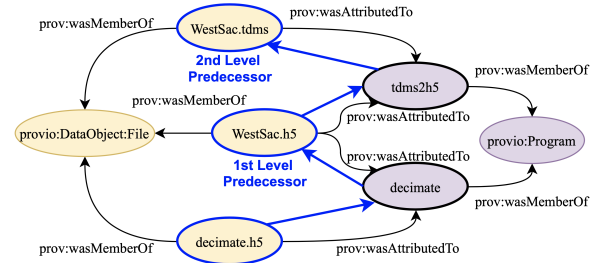 WestSac.tdms
prov:wasAttributedTo
prov:wasMemberOf
2nd Level
Predecessor
tdms2h5
prov:wasMemberOf
prov:wasMemberOf
prov:wasAttributedTo
provio:DataObject:File
WestSac.h5
provio:Program
prov:wasAttributedTo
1st Level
Predecessor
decimate
prov:wasMemberOf
decimate.h5
prov:wasMemberOf
prov:wasAttributedTo